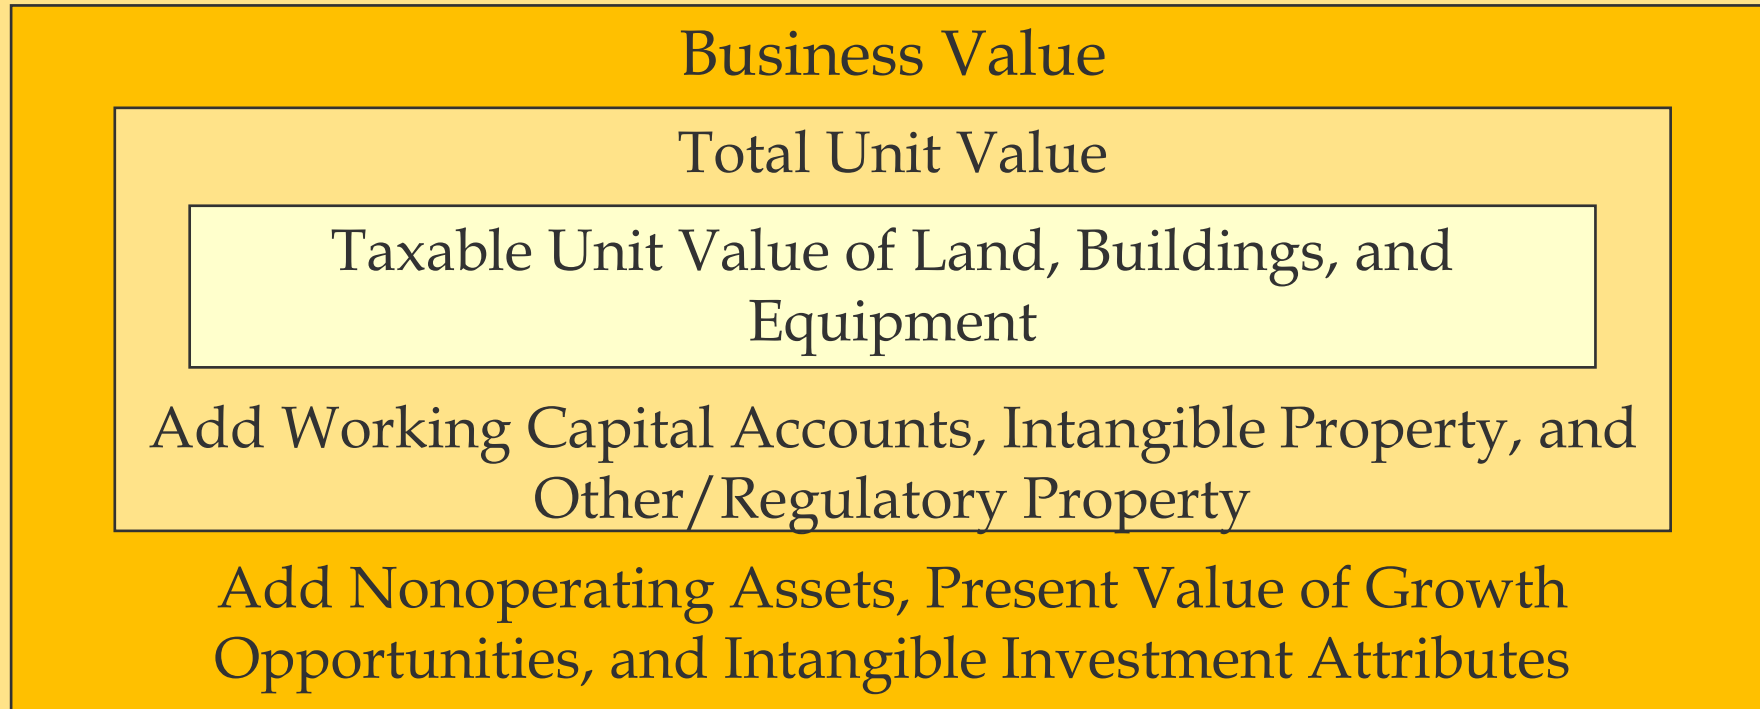 Business Value
Total Unit Value
Taxable Unit Value of Land, Buildings, and
Equipment
Add Working Capital Accounts, Intangible Property, and
Other/Regulatory Property
Add Nonoperating Assets, Present Value of Growth
Opportunities, and Intangible Investment Attributes